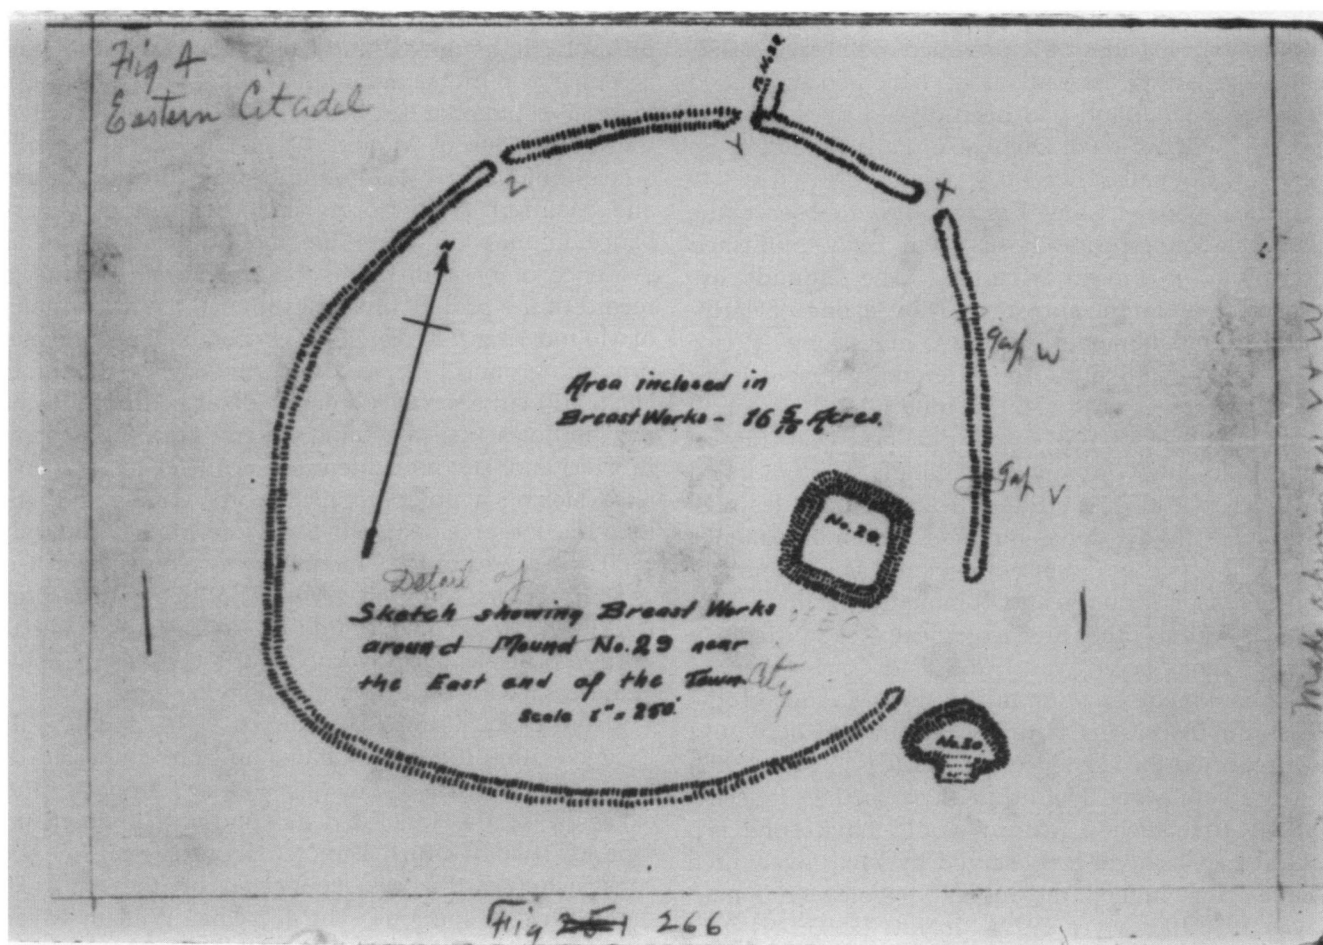 Fig A
Eastern Citadel
Y
X
Z
N
gap W
Area inclosed in
Breast Works - 16 5/10 Acres.
gap V
No. 29.
Detail of
Sketch showing Breast Works
around Mound No. 29 near
the East end of the Town City
Scale 1" = 250'
No. 30.
Fig 266